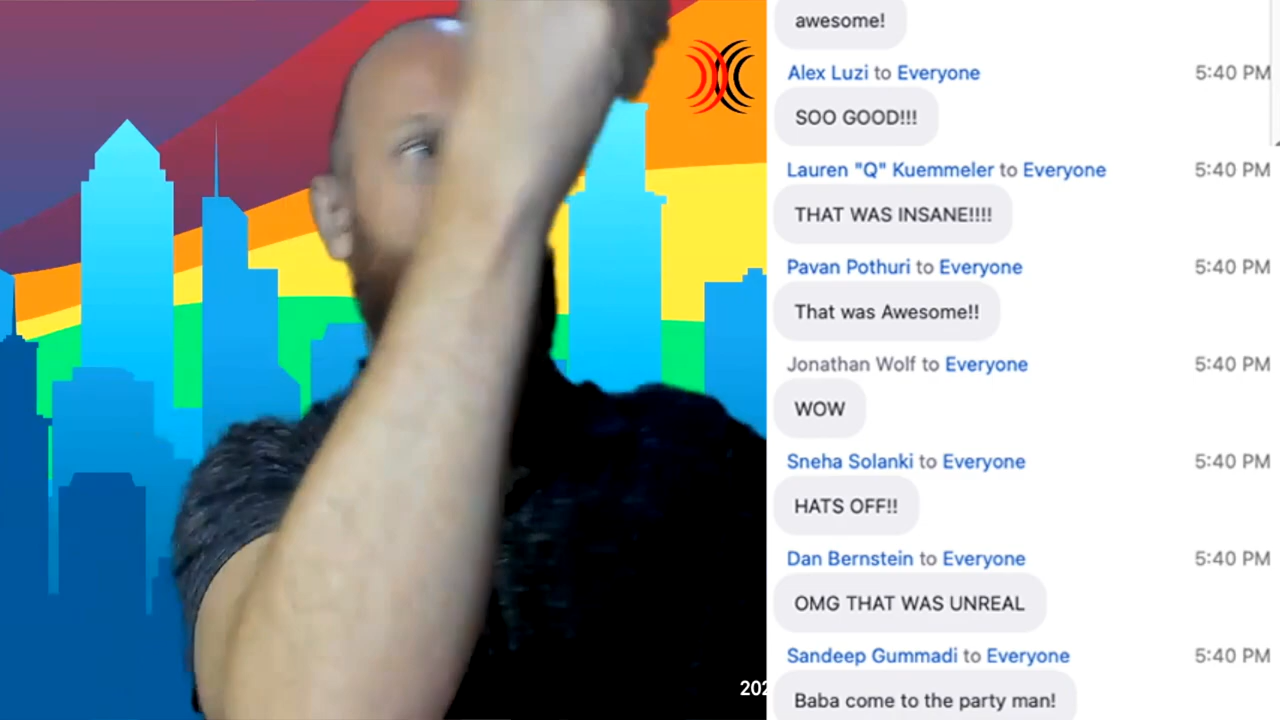 awesome!
Alex Luzi to Everyone 5:40 PM
SOO GOOD!!!
Lauren "Q" Kuemmeler to Everyone 5:40 PM
THAT WAS INSANE!!!!
Pavan Pothuri to Everyone 5:40 PM
That was Awesome!!
Jonathan Wolf to Everyone 5:40 PM
WOW
Sneha Solanki to Everyone 5:40 PM
HATS OFF!!
Dan Bernstein to Everyone 5:40 PM
OMG THAT WAS UNREAL
Sandeep Gummadi to Everyone 5:40 PM
202
Baba come to the party man!